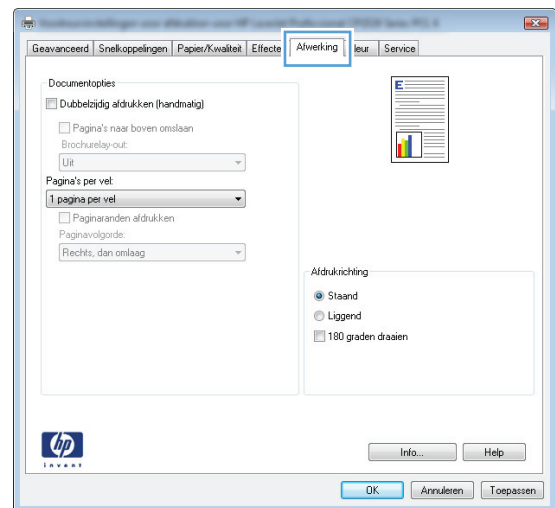 Geavanceerd Snelkoppelingen Papier/Kwaliteit Effecte Afwerking leur Service
Documentopties
Dubbelzijdig afdrukken (handmatig)
Pagina's naar boven omslaan
Brochurelay-out:
Uit
Pagina's per vel:
1 pagina per vel
Paginaranden afdrukken
Paginavolgorde:
Rechts, dan omlaag
E
Afdrukrichting
Staand
Liggend
180 graden draaien
hp
invent
Info... Help
OK Annuleren Toepassen